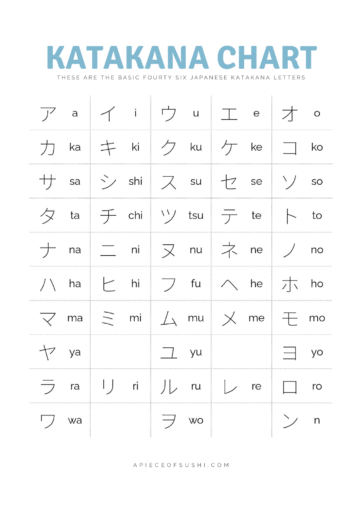 KATAKANA CHART
THESE ARE THE BASIC FOURTY SIX JAPANESE KATAKANA LETTERS
ア a イ i ウ u エ e オ o
カ ka キ ki ク ku ケ ke コ ko
サ sa シ shi ス su セ se ソ so
タ ta チ chi ツ tsu テ te ト to
ナ na ニ ni ヌ nu ネ ne ノ no
ハ ha ヒ hi フ fu ヘ he ホ ho
マ ma ミ mi ム mu メ me モ mo
ヤ ya ユ yu ヨ yo
ラ ra リ ri ル ru レ re ロ ro
ワ wa ヲ wo ン n
APIECEOFSUSHI.COM